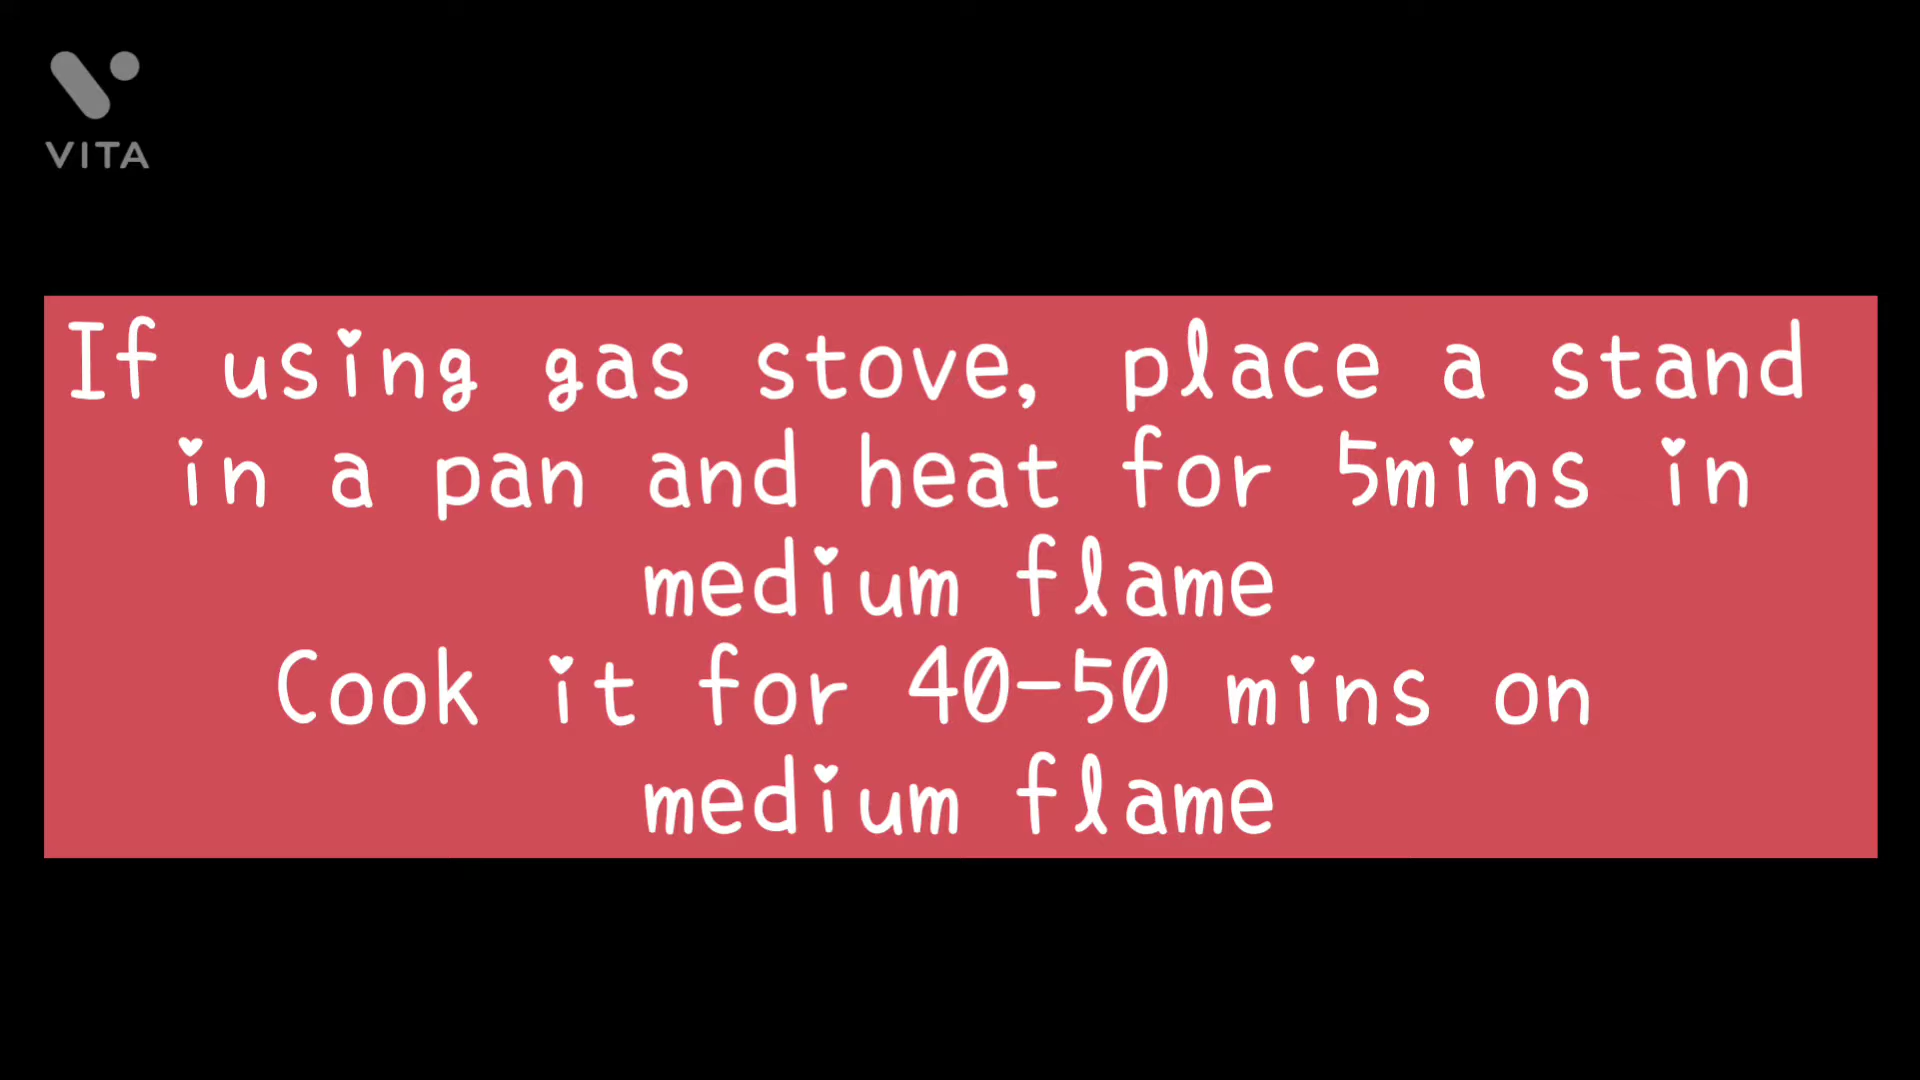 VITA
If using gas stove, place a stand
in a pan and heat for 5mins in
medium flame
Cook it for 40-50 mins on
medium flame